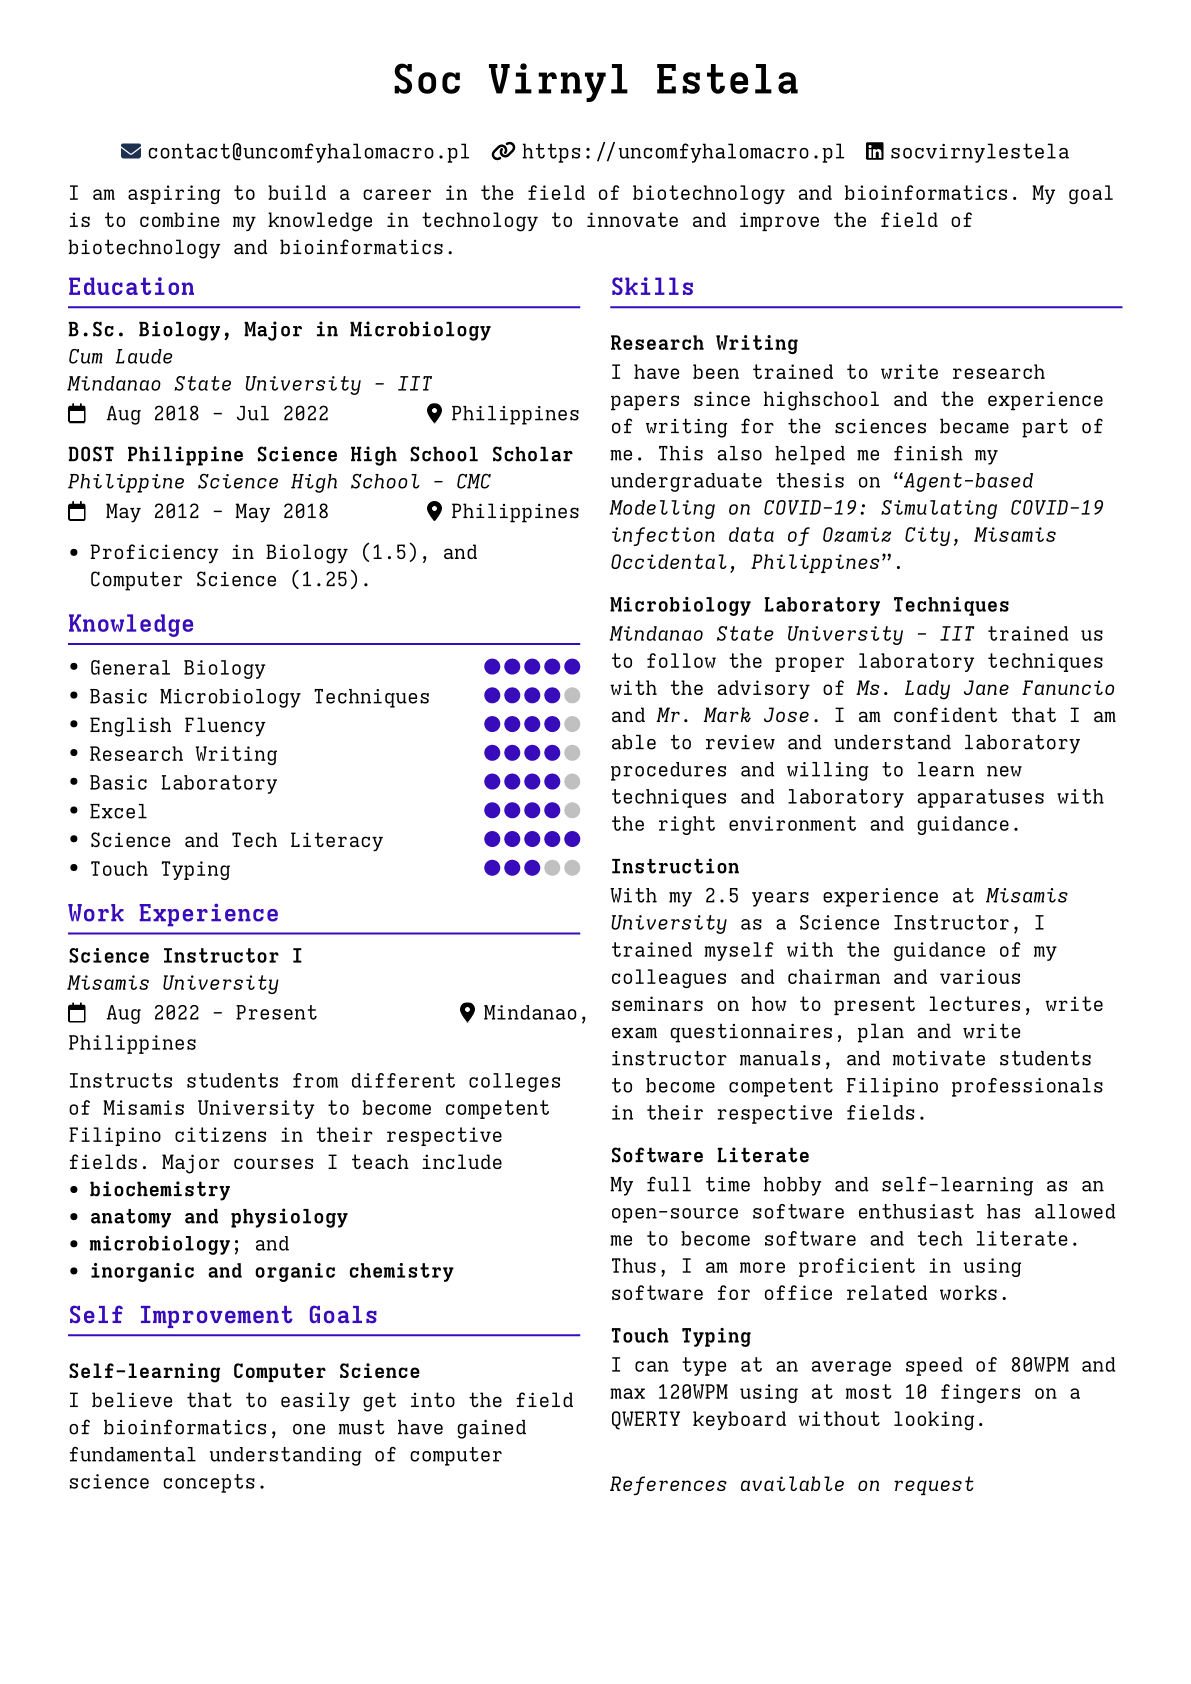 Soc Virnyl Estela
contact@uncomfyhalomacro.pl https://uncomfyhalomacro.pl socvirnylestela
I am aspiring to build a career in the field of biotechnology and bioinformatics. My goal
is to combine my knowledge in technology to innovate and improve the field of
biotechnology and bioinformatics.
Education
B.Sc. Biology, Major in Microbiology
Cum Laude
Mindanao State University - IIT
Aug 2018 - Jul 2022 Philippines
DOST Philippine Science High School Scholar
Philippine Science High School - CMC
May 2012 - May 2018 Philippines
• Proficiency in Biology (1.5), and
Computer Science (1.25).
Knowledge
• General Biology
• Basic Microbiology Techniques
• English Fluency
• Research Writing
• Basic Laboratory
• Excel
• Science and Tech Literacy
• Touch Typing
Work Experience
Science Instructor I
Misamis University
Aug 2022 - Present Mindanao,
Philippines
Instructs students from different colleges
of Misamis University to become competent
Filipino citizens in their respective
fields. Major courses I teach include
• biochemistry
• anatomy and physiology
• microbiology; and
• inorganic and organic chemistry
Self Improvement Goals
Self-learning Computer Science
I believe that to easily get into the field
of bioinformatics, one must have gained
fundamental understanding of computer
science concepts.
Skills
Research Writing
I have been trained to write research
papers since highschool and the experience
of writing for the sciences became part of
me. This also helped me finish my
undergraduate thesis on “Agent-based
Modelling on COVID-19: Simulating COVID-19
infection data of Ozamiz City, Misamis
Occidental, Philippines”.
Microbiology Laboratory Techniques
Mindanao State University - IIT trained us
to follow the proper laboratory techniques
with the advisory of Ms. Lady Jane Fanuncio
and Mr. Mark Jose. I am confident that I am
able to review and understand laboratory
procedures and willing to learn new
techniques and laboratory apparatuses with
the right environment and guidance.
Instruction
With my 2.5 years experience at Misamis
University as a Science Instructor, I
trained myself with the guidance of my
colleagues and chairman and various
seminars on how to present lectures, write
exam questionnaires, plan and write
instructor manuals, and motivate students
to become competent Filipino professionals
in their respective fields.
Software Literate
My full time hobby and self-learning as an
open-source software enthusiast has allowed
me to become software and tech literate.
Thus, I am more proficient in using
software for office related works.
Touch Typing
I can type at an average speed of 80WPM and
max 120WPM using at most 10 fingers on a
QWERTY keyboard without looking.
References available on request